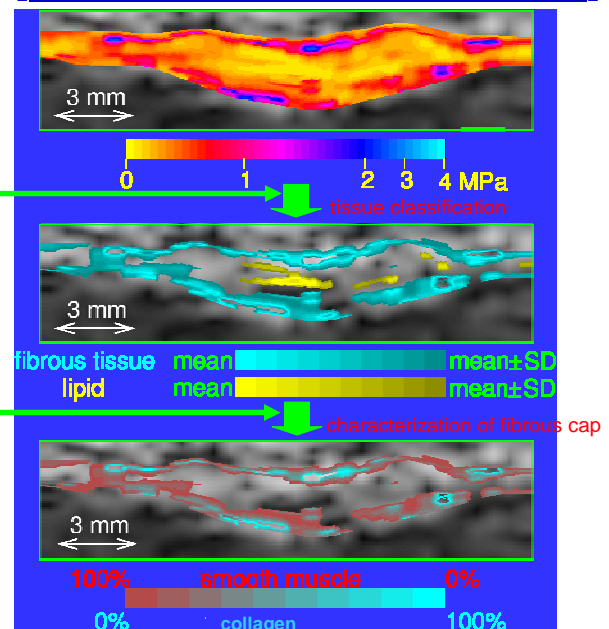 3 mm
0 1 2 3 4 MPa
tissue classification
3 mm
fibrous tissue mean mean±SD
lipid mean mean±SD
characterization of fibrous cap
3 mm
100% smooth muscle 0%
0% collagen 100%